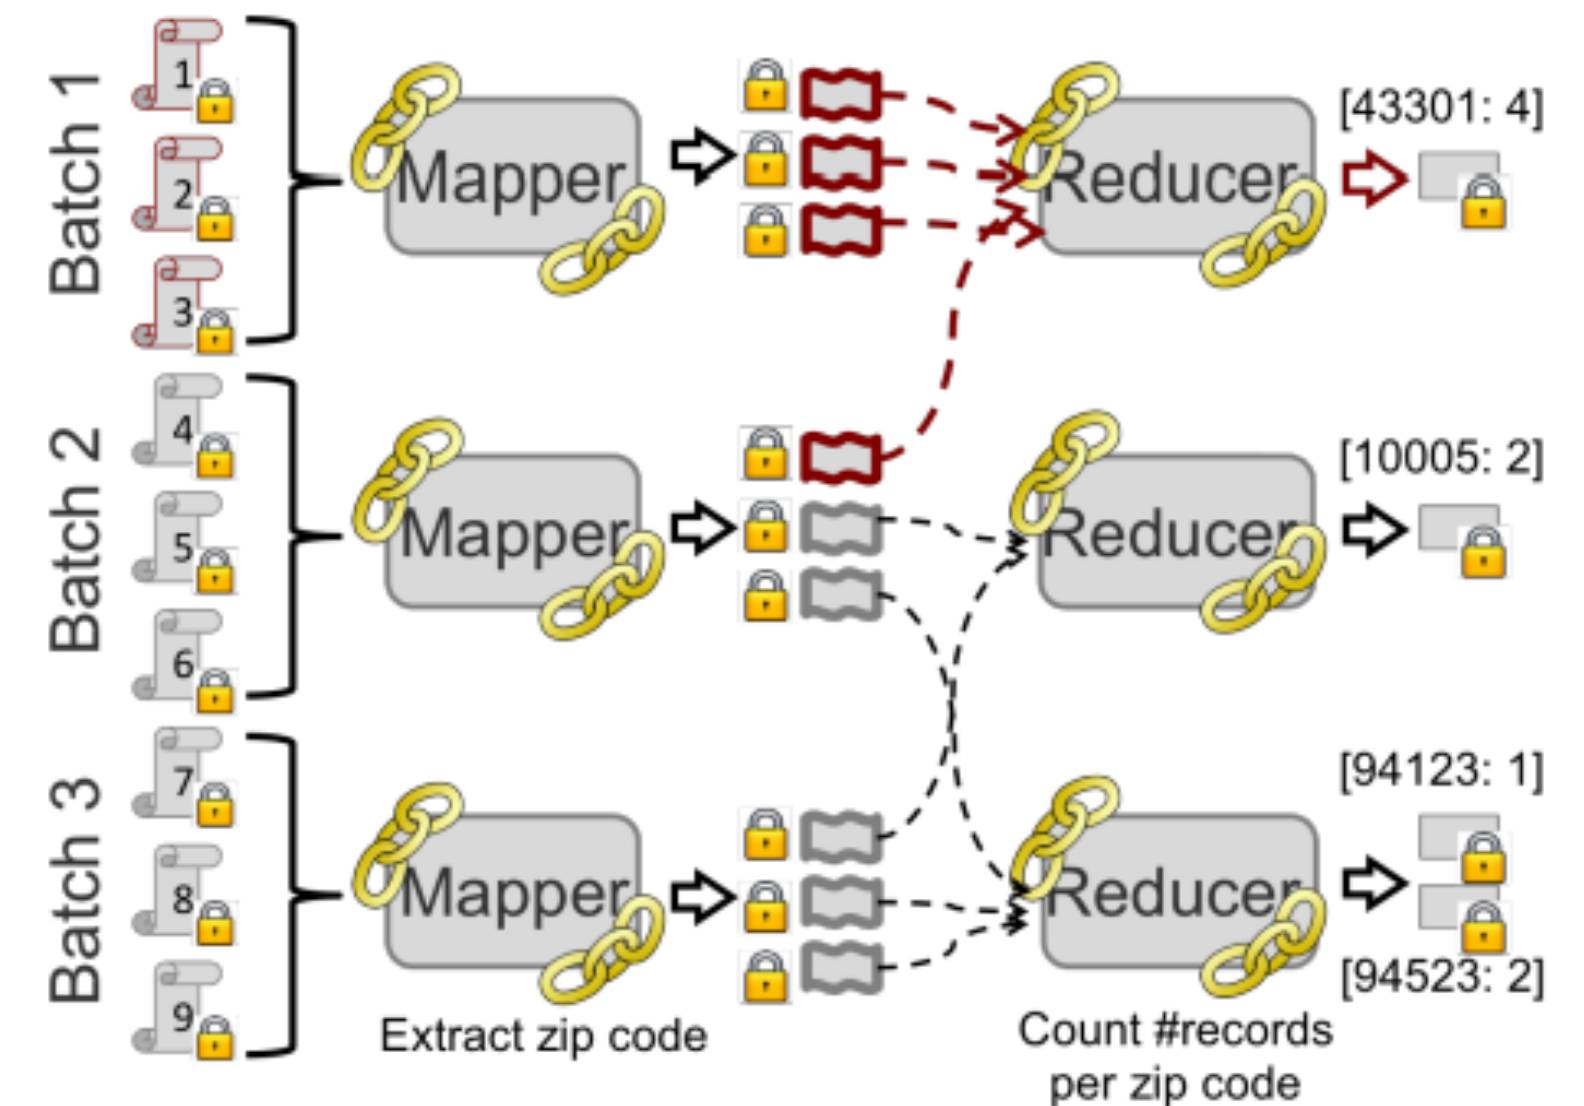 Batch 1
1
2
3
Mapper
Reducer
[43301: 4]
Batch 2
4
5
6
Mapper
Reducer
[10005: 2]
Batch 3
7
8
9
Mapper
Reducer
[94123: 1]
[94523: 2]
Extract zip code
Count #records
per zip code